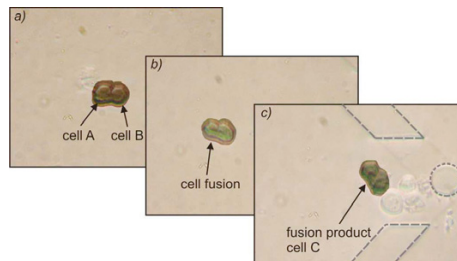 a)
cell A
cell B
b)
cell fusion
c)
fusion product
cell C